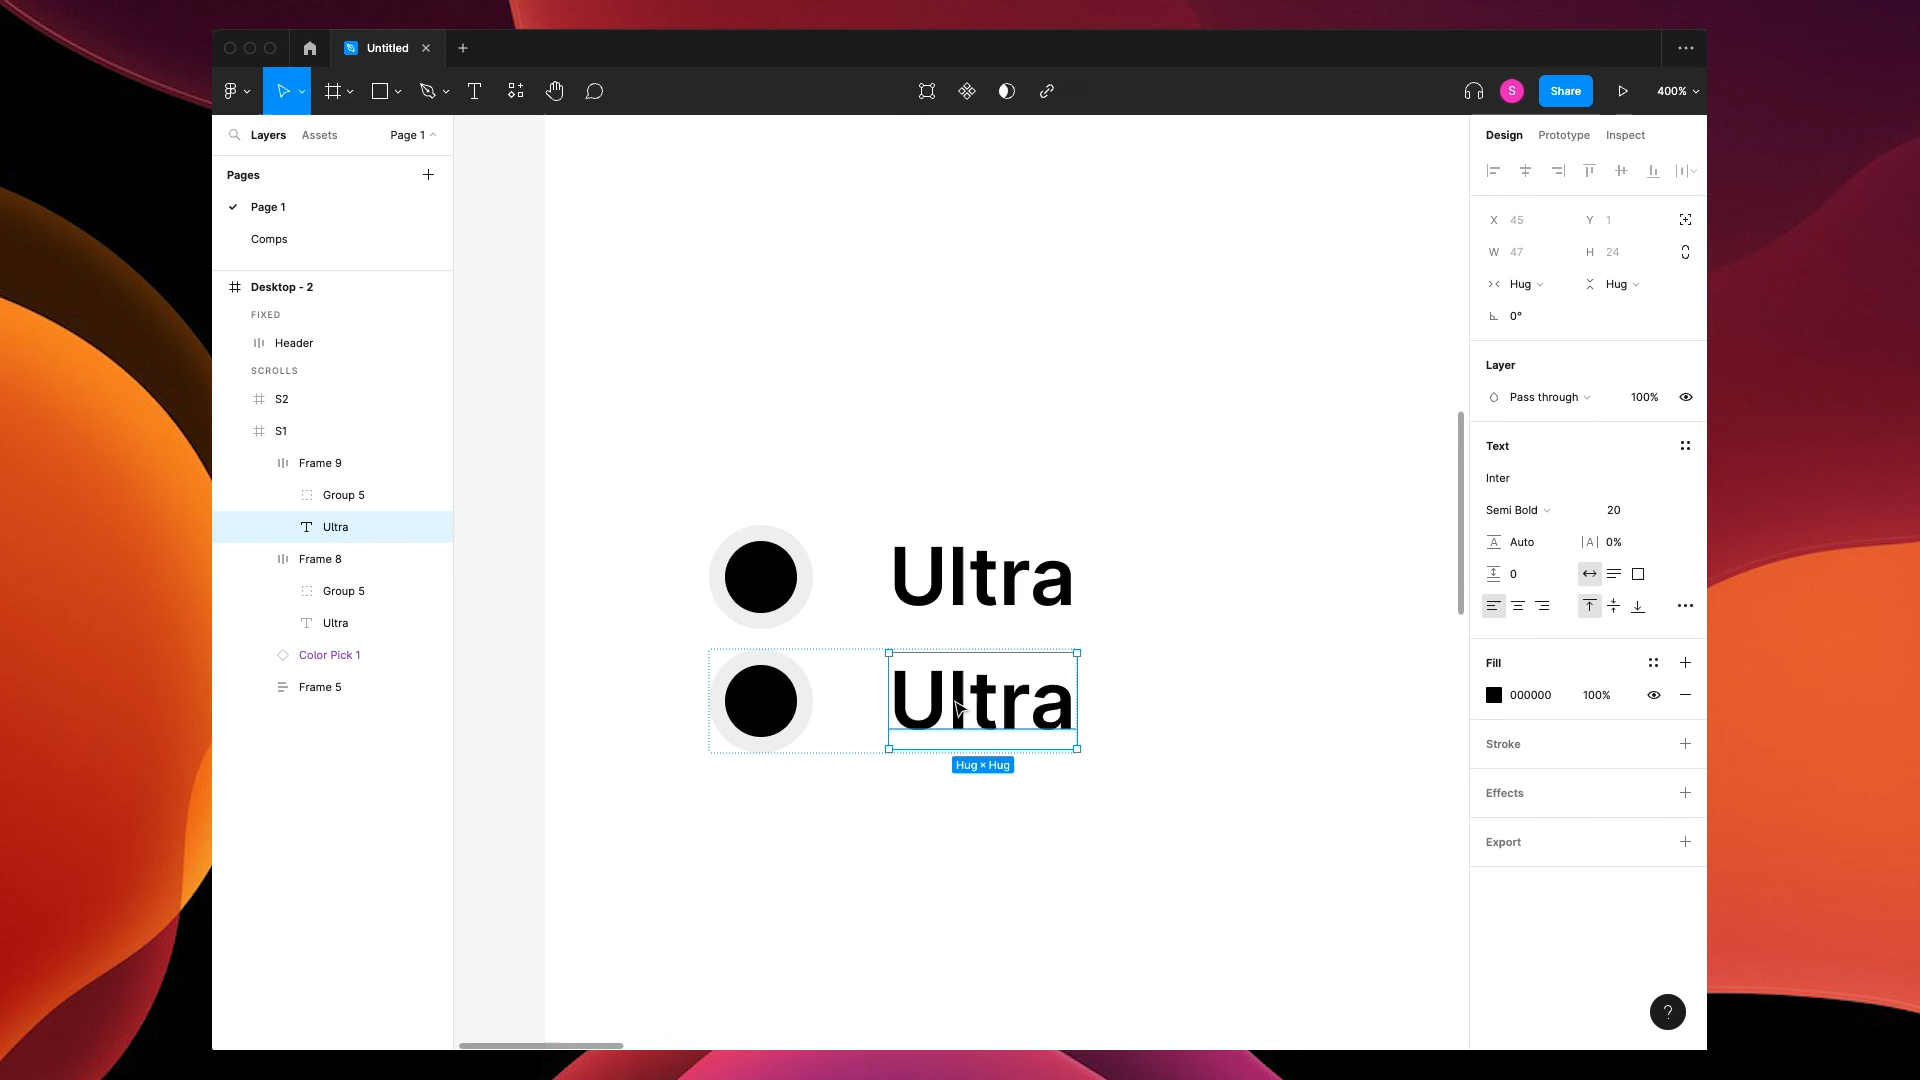 Untitled
S
Share
400%
Layers
Assets
Page 1
Pages
Page 1
Comps
Desktop - 2
FIXED
Header
SCROLLS
S2
S1
Frame 9
Group 5
Ultra
Frame 8
Group 5
Ultra
Color Pick 1
Frame 5
Ultra
Ultra
Hug × Hug
Design
Prototype
Inspect
X 45
Y 1
W 47
H 24
Hug
Hug
0°
Layer
Pass through
100%
Text
Inter
Semi Bold
20
A Auto
|A| 0%
0
Fill
000000
100%
Stroke
Effects
Export
?